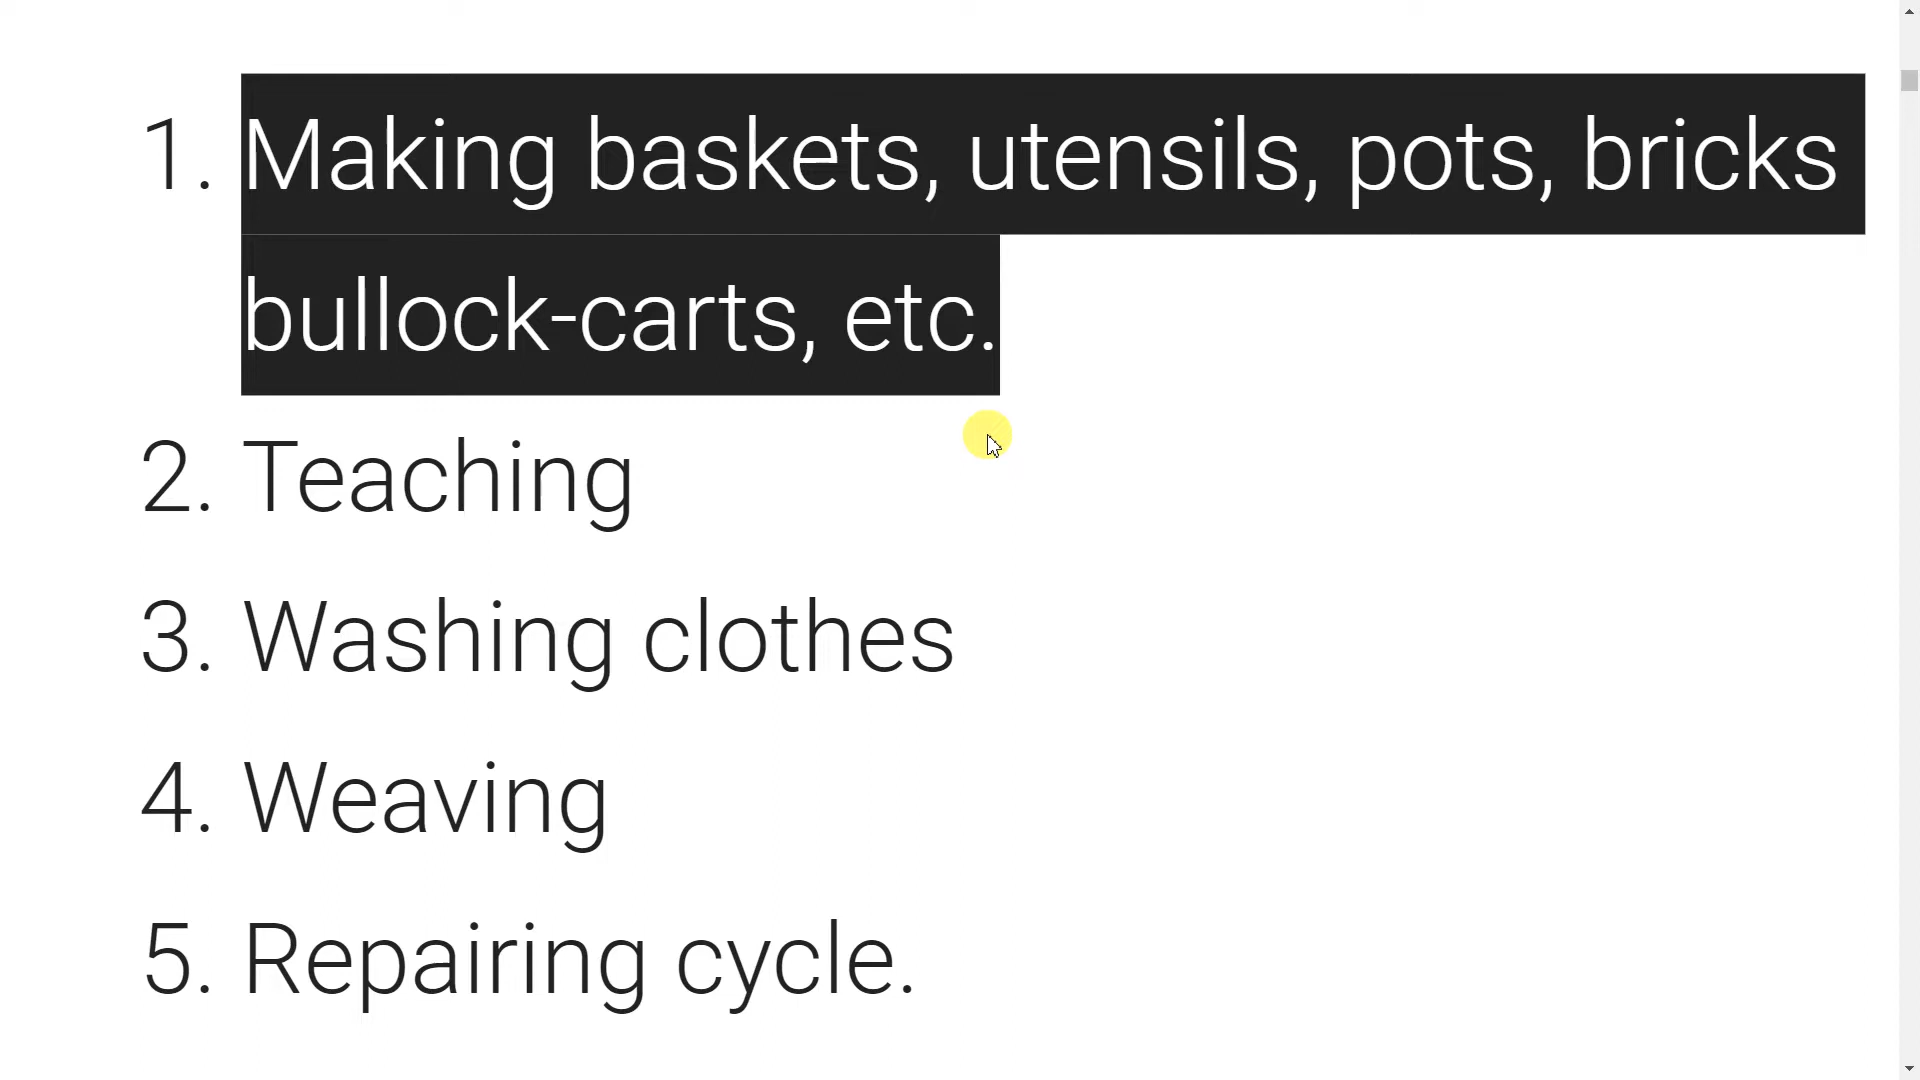 1. Making baskets, utensils, pots, bricks
bullock-carts, etc.
2. Teaching
3. Washing clothes
4. Weaving
5. Repairing cycle.